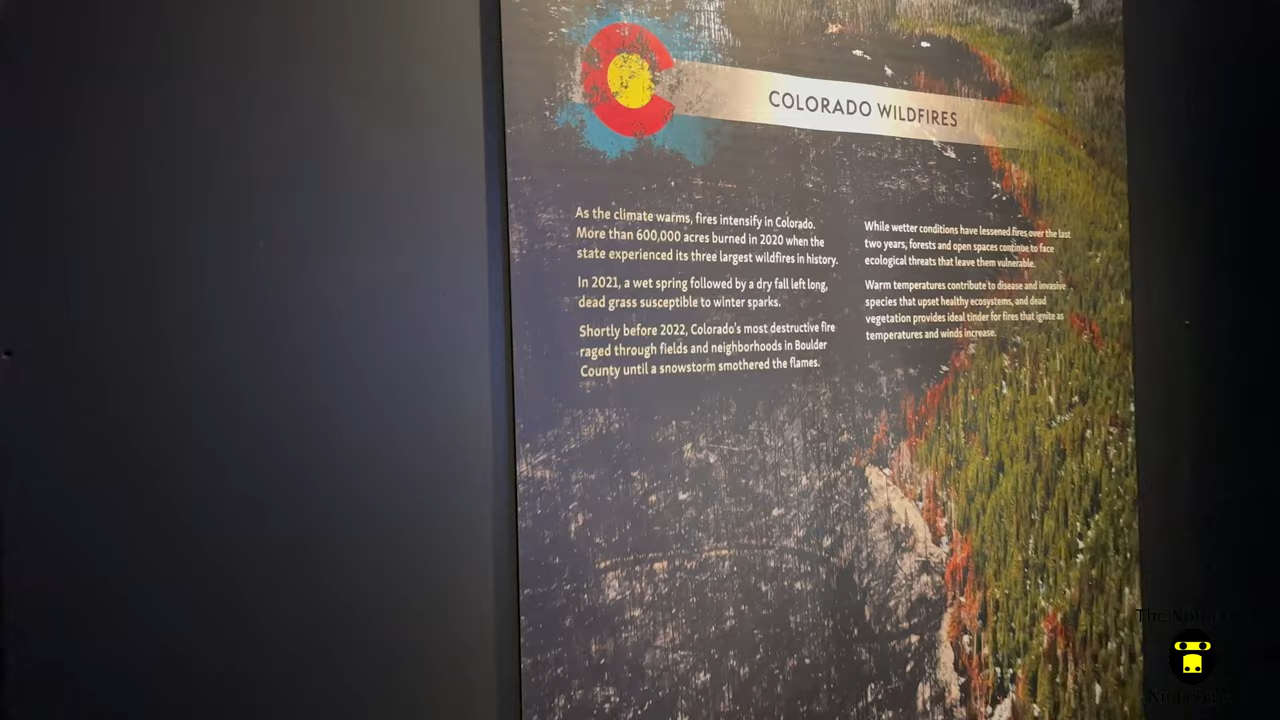 COLORADO WILDFIRES
As the climate warms, fires intensify in Colorado.
More than 600,000 acres burned in 2020 when the
state experienced its three largest wildfires in history.
In 2021, a wet spring followed by a dry fall left long,
dead grass susceptible to winter sparks.
Shortly before 2022, Colorado's most destructive fire
raged through fields and neighborhoods in Boulder
County until a snowstorm smothered the flames.
While wetter conditions have lessened fires over the last
two years, forests and open spaces continue to face
ecological threats that leave them vulnerable.
Warm temperatures contribute to disease and invasive
species that upset healthy ecosystems, and dead
vegetation provides ideal tinder for fires that ignite as
temperatures and winds increase.
The